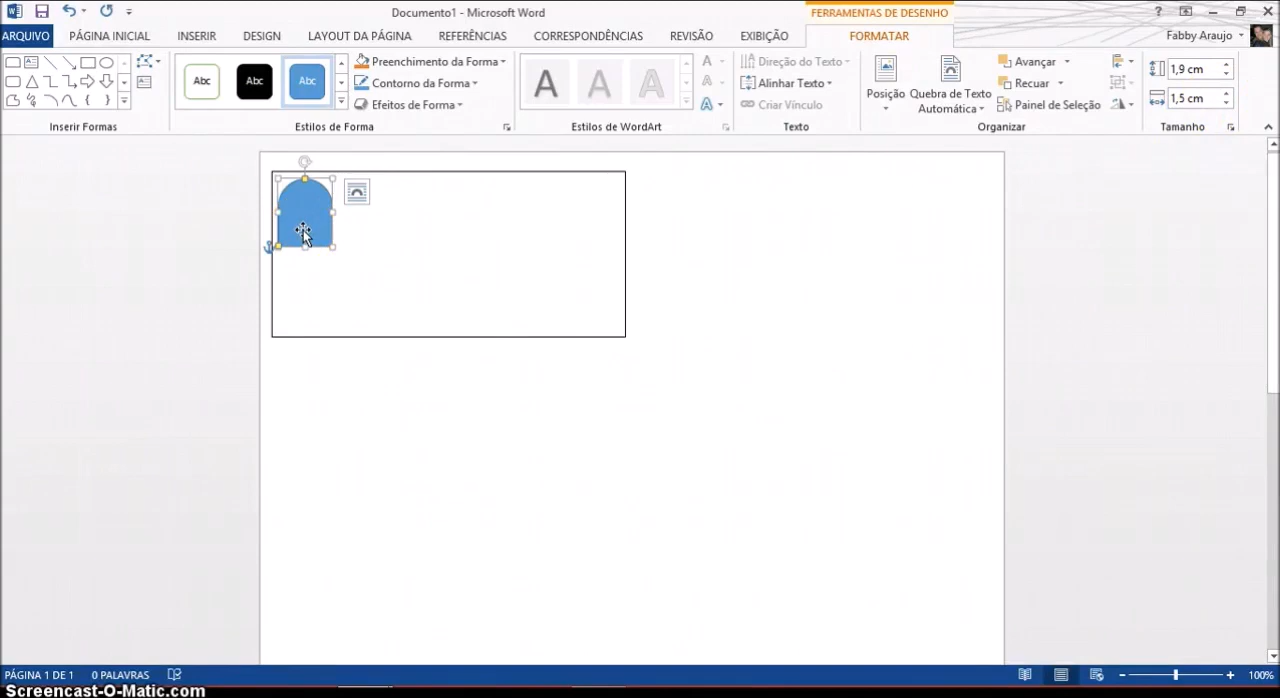 Documento1 - Microsoft Word
FERRAMENTAS DE DESENHO
?
ARQUIVO PÁGINA INICIAL INSERIR DESIGN LAYOUT DA PÁGINA REFERÊNCIAS CORRESPONDÊNCIAS REVISÃO EXIBIÇÃO FORMATAR Fabby Araujo
Abc Abc Abc
Preenchimento da Forma
Contorno da Forma
Efeitos de Forma
A A A
A
A
A
Direção do Texto
Alinhar Texto
Criar Vínculo
Posição
Quebra de Texto
Automática
Avançar
Recuar
Painel de Seleção
1,9 cm
1,5 cm
Inserir Formas Estilos de Forma Estilos de WordArt Texto Organizar Tamanho
PÁGINA 1 DE 1 0 PALAVRAS 100%
Screencast-O-Matic.com